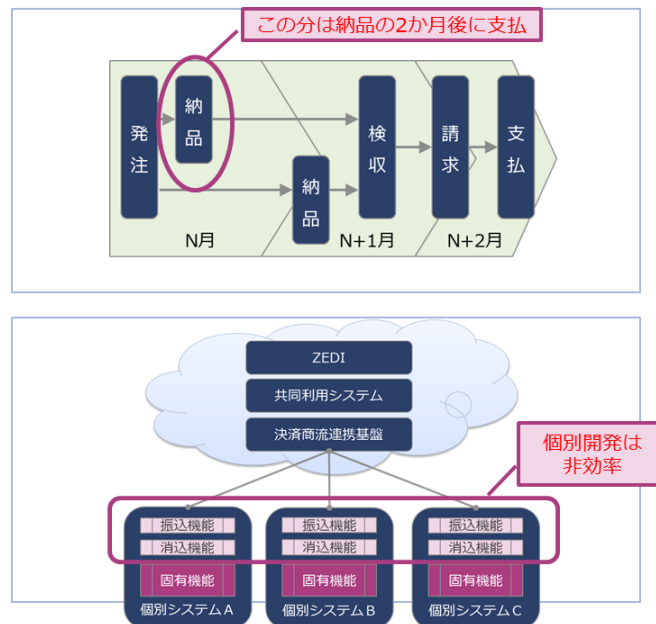 この分は納品の2か月後に支払
発注
納品
納品
検収
請求
支払
N月
N+1月
N+2月
ZEDI
共同利用システム
決済商流連携基盤
個別開発は
非効率
振込機能
消込機能
固有機能
個別システムA
振込機能
消込機能
固有機能
個別システムB
振込機能
消込機能
固有機能
個別システムC